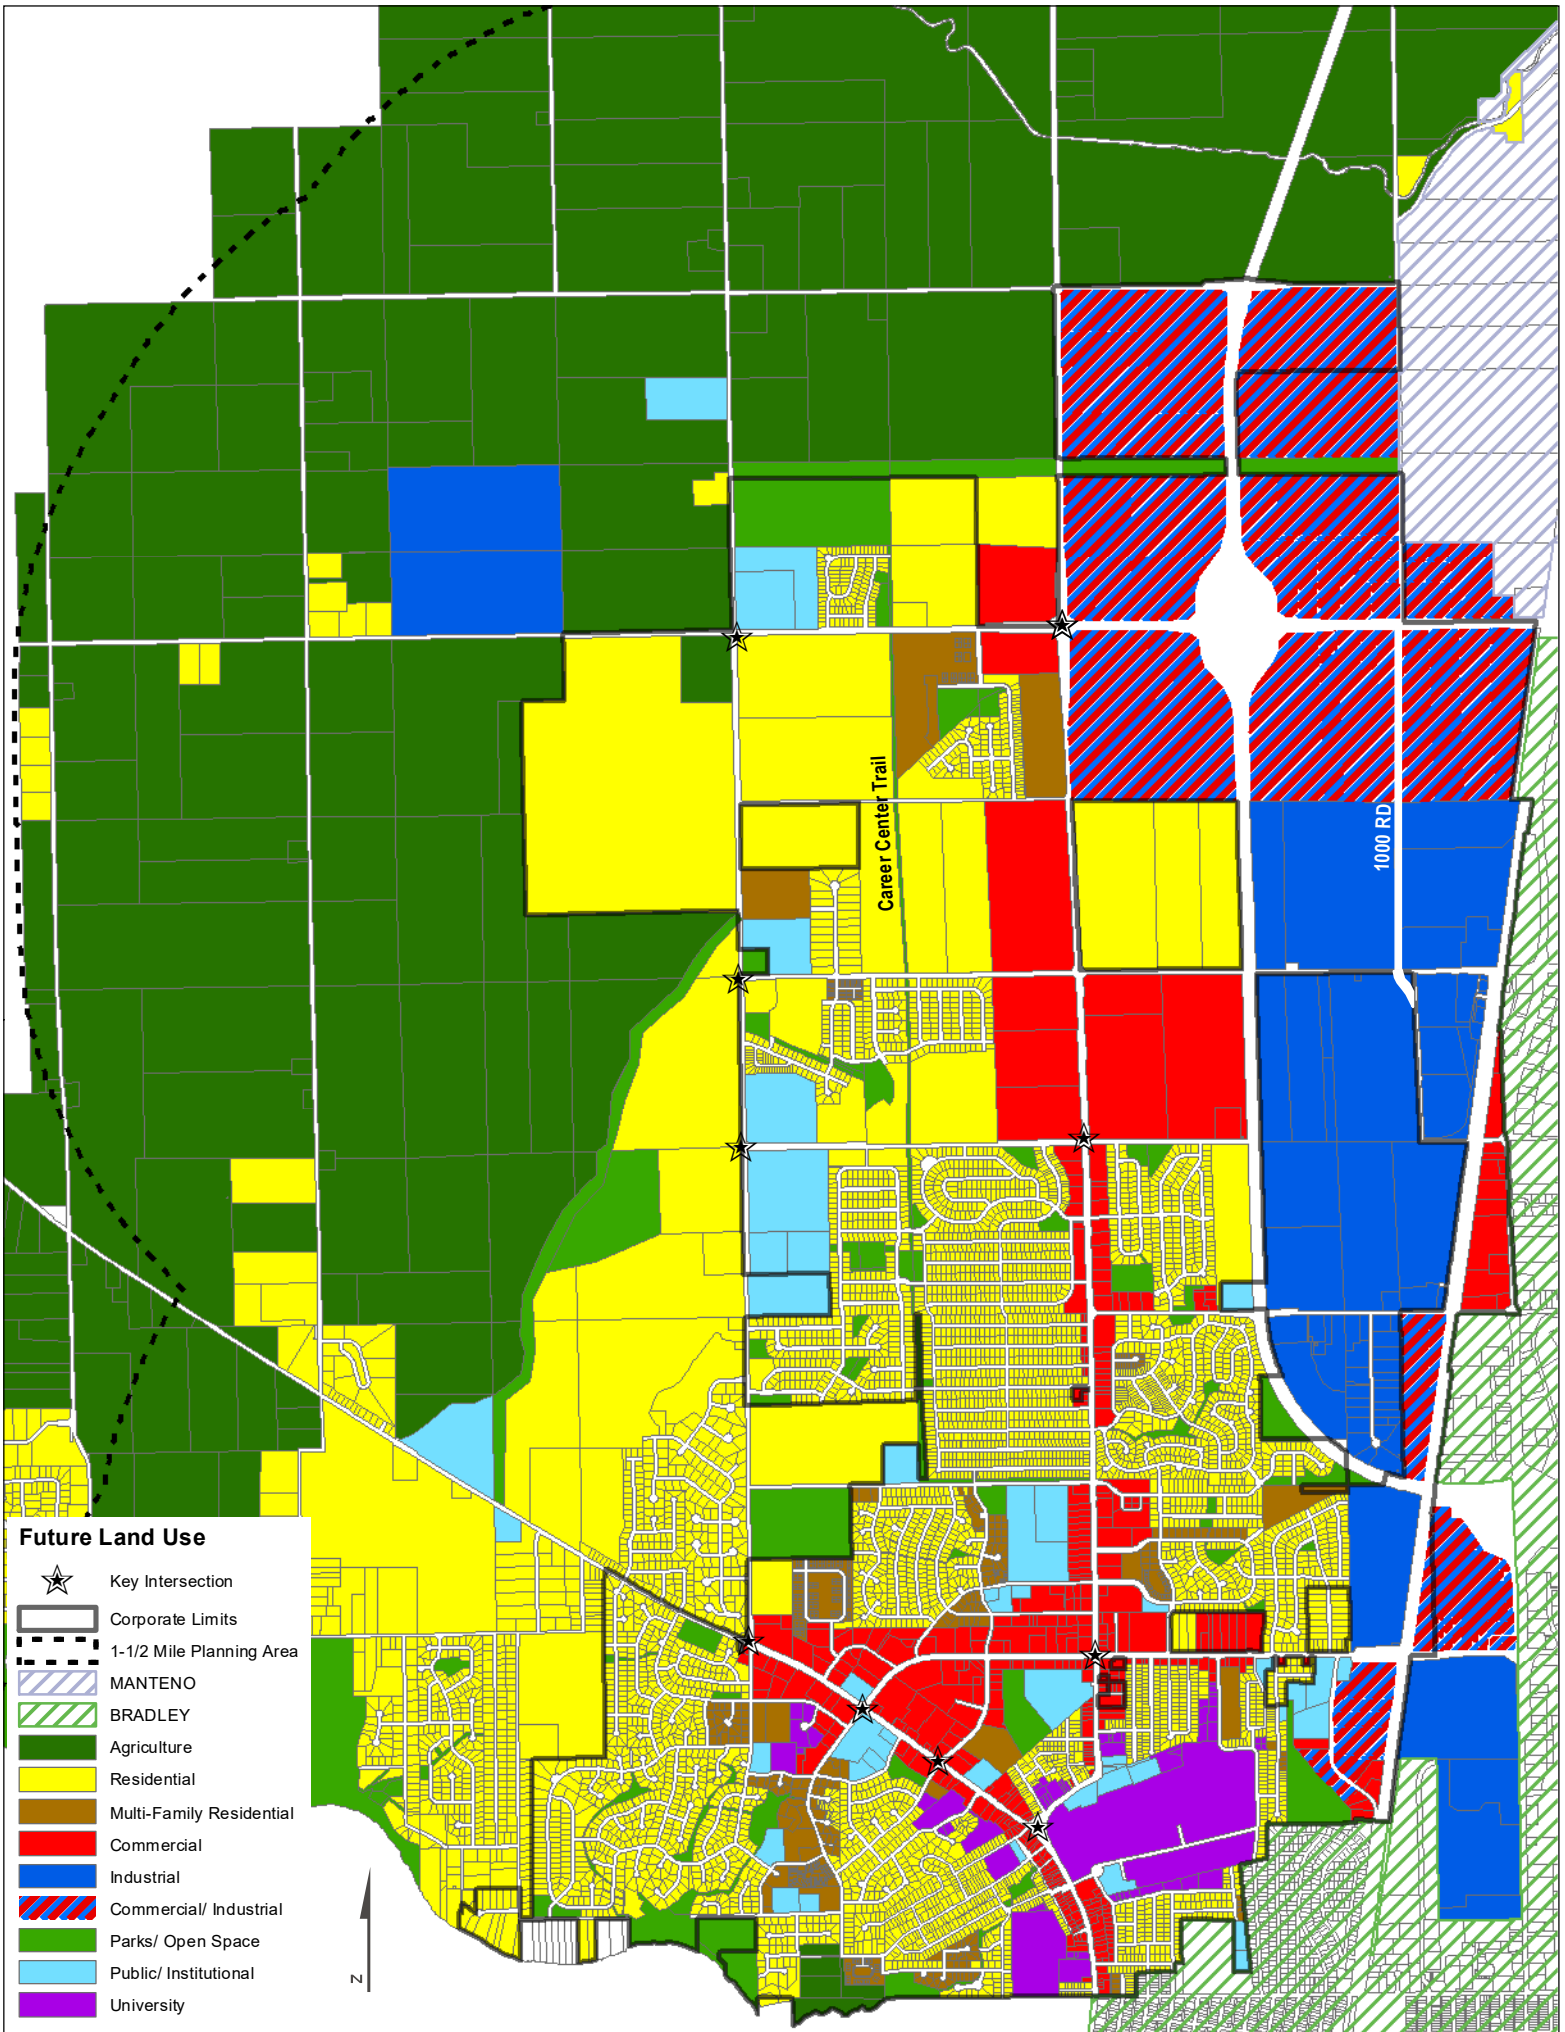 Career Center Trail
1000 RD
Future Land Use
Key Intersection
Corporate Limits
1-1/2 Mile Planning Area
MANTENO
BRADLEY
Agriculture
Residential
Multi-Family Residential
Commercial
Industrial
Commercial/ Industrial
Parks/ Open Space
Public/ Institutional
University
N